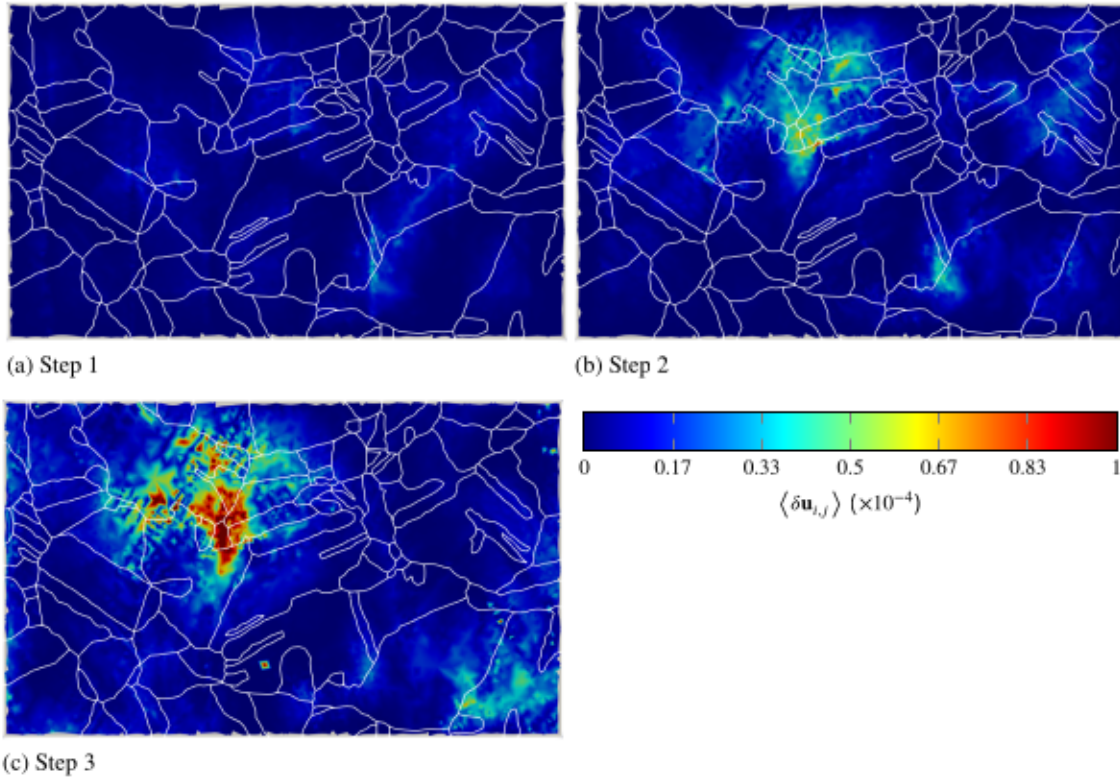 (a) Step 1
(b) Step 2
0 0.17 0.33 0.5 0.67 0.83 1
⟨δu_{i,j}⟩ (×10⁻⁴)
(c) Step 3